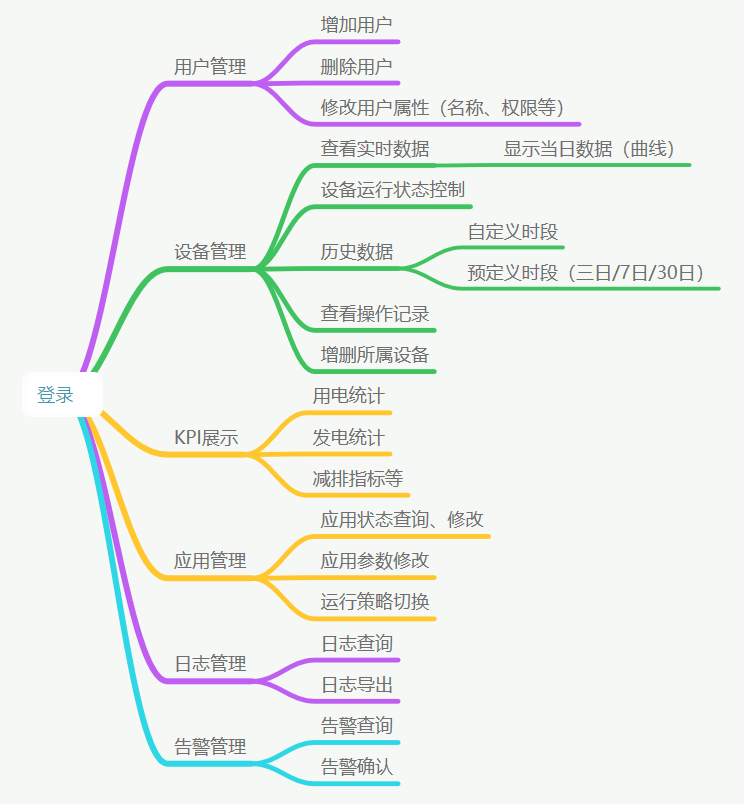 登录
用户管理
增加用户
删除用户
修改用户属性（名称、权限等）
设备管理
查看实时数据
显示当日数据（曲线）
设备运行状态控制
历史数据
自定义时段
预定义时段（三日/7日/30日）
查看操作记录
增删所属设备
KPI展示
用电统计
发电统计
减排指标等
应用管理
应用状态查询、修改
应用参数修改
运行策略切换
日志管理
日志查询
日志导出
告警管理
告警查询
告警确认